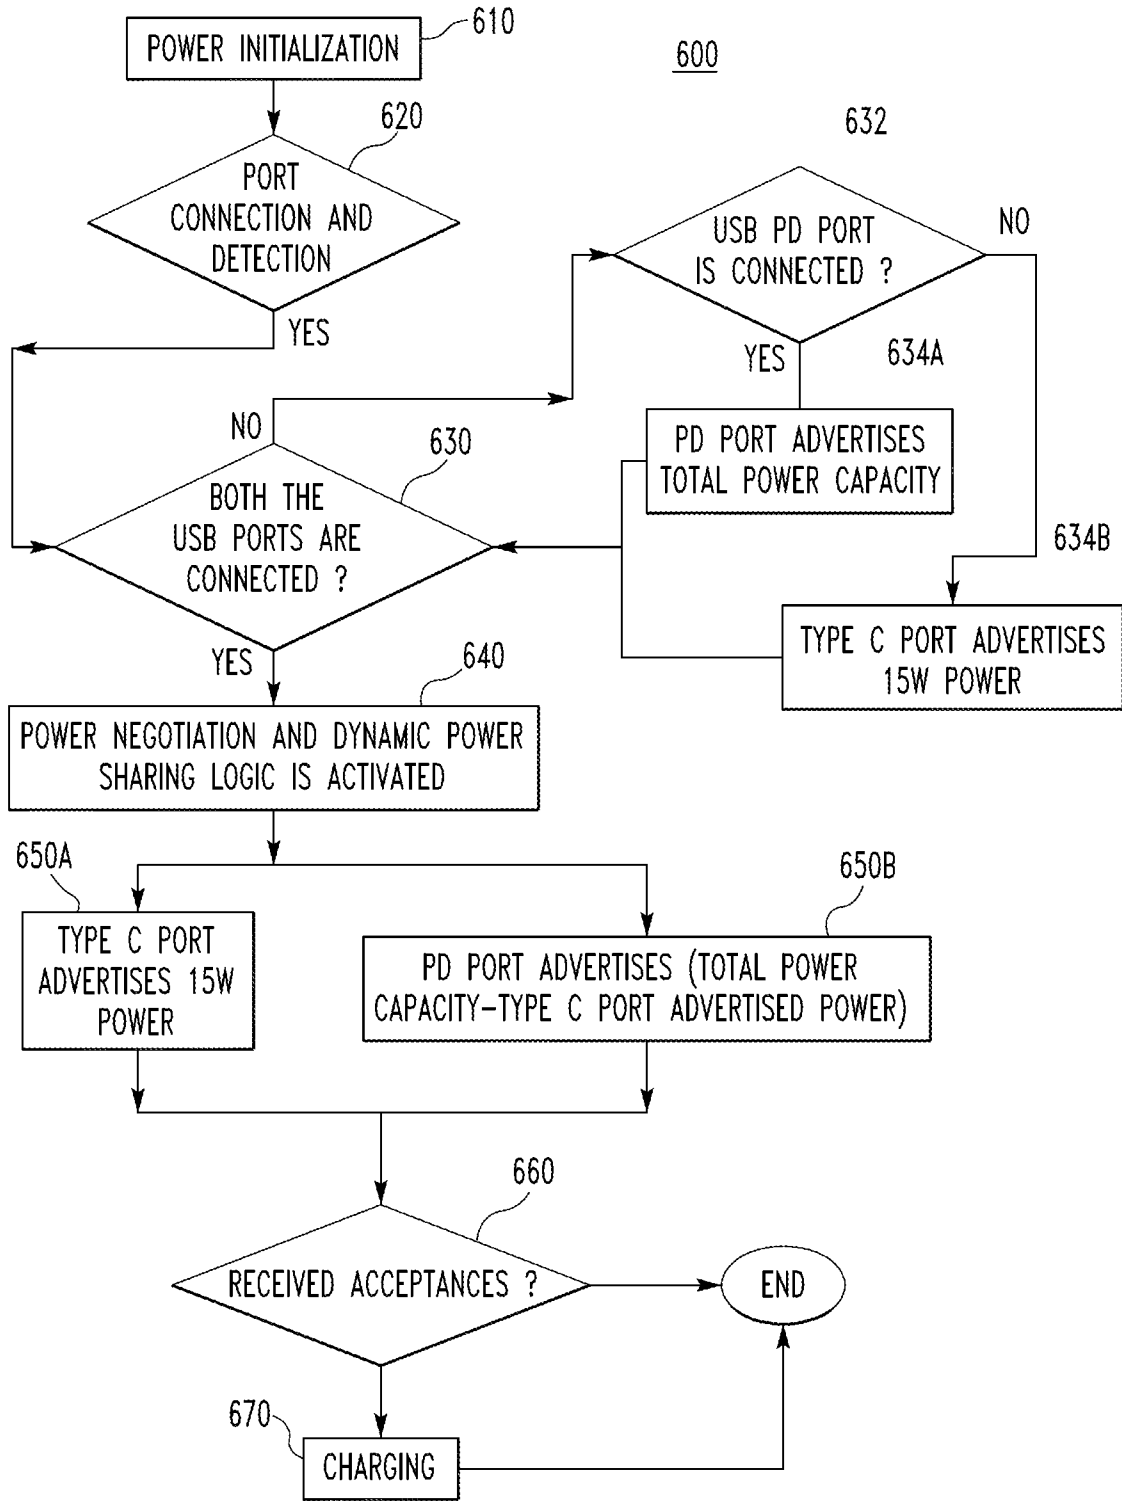 610
POWER INITIALIZATION
600
620
632
PORT
CONNECTION AND
DETECTION
YES
USB PD PORT
IS CONNECTED ?
NO
YES
634A
NO
630
PD PORT ADVERTISES
TOTAL POWER CAPACITY
BOTH THE
USB PORTS ARE
CONNECTED ?
634B
YES
TYPE C PORT ADVERTISES
15W POWER
640
POWER NEGOTIATION AND DYNAMIC POWER
SHARING LOGIC IS ACTIVATED
650A
650B
TYPE C PORT
ADVERTISES 15W
POWER
PD PORT ADVERTISES (TOTAL POWER
CAPACITY-TYPE C PORT ADVERTISED POWER)
660
RECEIVED ACCEPTANCES ?
END
670
CHARGING